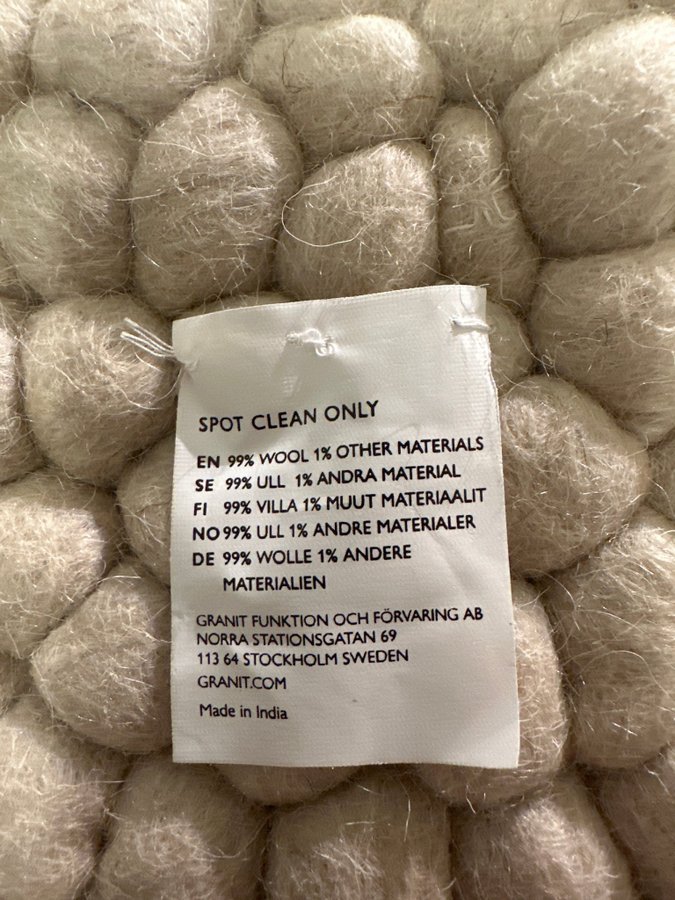 SPOT CLEAN ONLY
EN 99% WOOL 1% OTHER MATERIALS
SE 99% ULL 1% ANDRA MATERIAL
FI 99% VILLA 1% MUUT MATERIAALIT
NO 99% ULL 1% ANDRE MATERIALER
DE 99% WOLLE 1% ANDERE
MATERIALIEN
GRANIT FUNKTION OCH FÖRVARING AB
NORRA STATIONSGATAN 69
113 64 STOCKHOLM SWEDEN
GRANIT.COM
Made in India